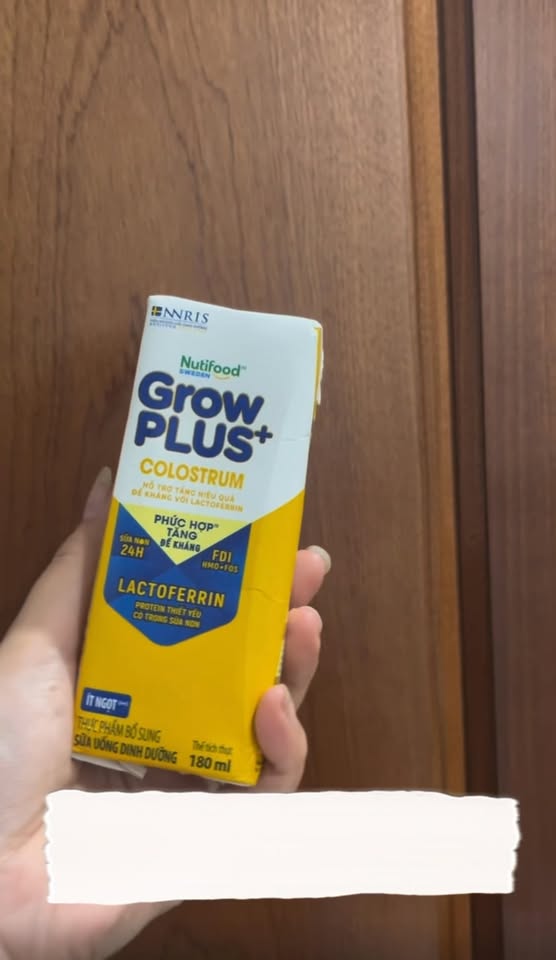 NNRIS
Nutifood
SWEDEN
Grow
PLUS+
COLOSTRUM
HỖ TRỢ TĂNG HIỆU QUẢ
ĐỀ KHÁNG VỚI LACTOFERRIN
PHỨC HỢP
TĂNG
ĐỀ KHÁNG
SỮA NON
24H
FDI
HMO+FOS
LACTOFERRIN
PROTEIN THIẾT YẾU
CÓ TRONG SỮA NON
ÍT NGỌT
THỰC PHẨM BỔ SUNG
SỮA UỐNG DINH DƯỠNG
Thể tích thực:
180 ml